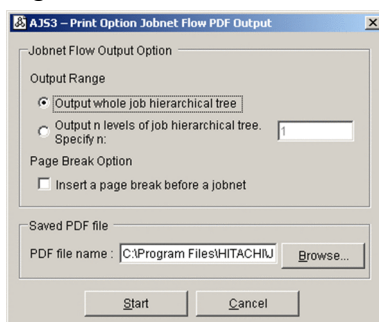 AJS3 – Print Option Jobnet Flow PDF Output
Jobnet Flow Output Option
Output Range
Output whole job hierarchical tree
Output n levels of job hierarchical tree.
Specify n:
1
Page Break Option
Insert a page break before a jobnet
Saved PDF file
PDF file name : C:\Program Files\HITACHI\J
Browse...
Start
Cancel